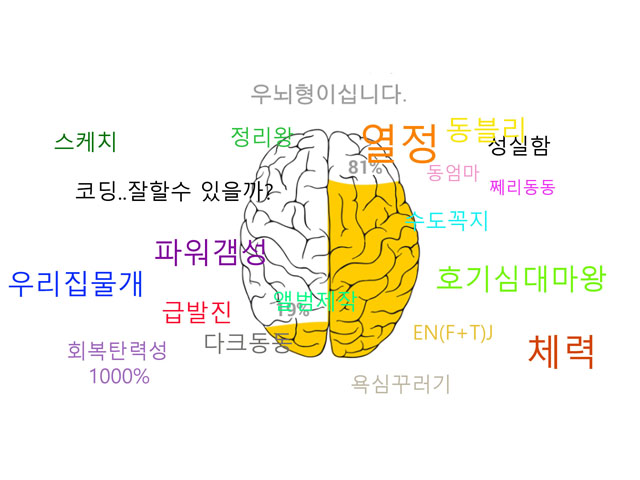 우뇌형이십니다.
스케치
정리왕
열정
동블리
성실함
81%
동엄마
쩨리동동
코딩..잘할수 있을까?
수도꼭지
파워갬성
우리집물개
호기심대마왕
앨범제작
19%
급발진
다크동동
EN(F+T)J
회복탄력성
1000%
체력
욕심꾸러기